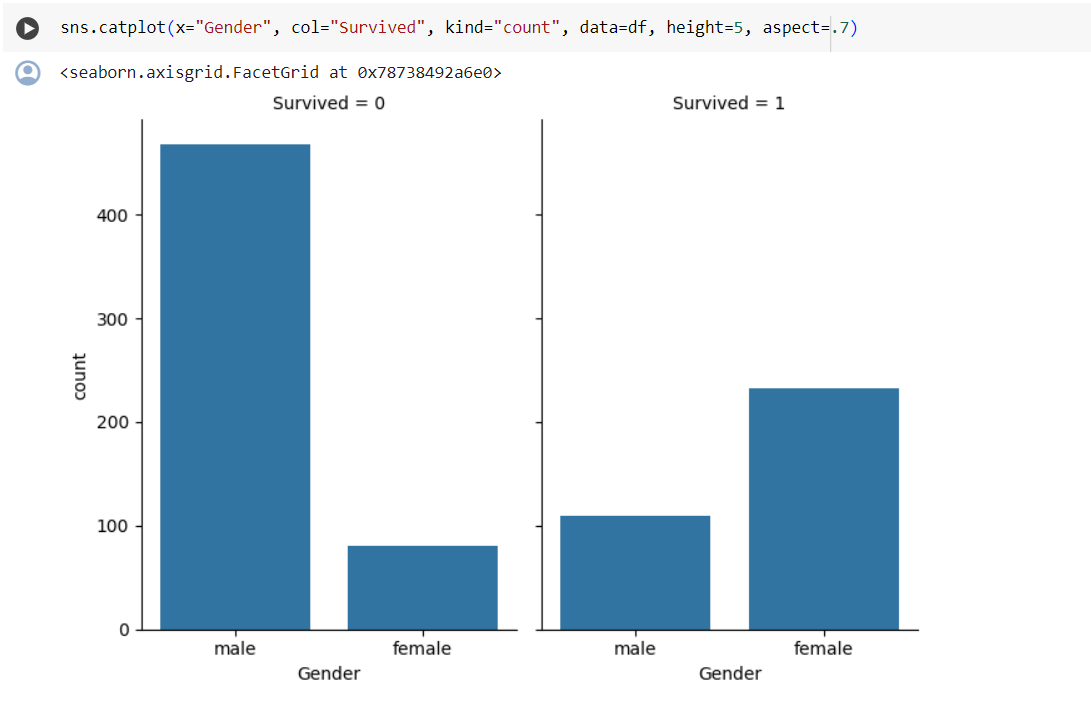 sns.catplot(x="Gender", col="Survived", kind="count", data=df, height=5, aspect=.7)
<seaborn.axisgrid.FacetGrid at 0x78738492a6e0>
Survived = 0
Survived = 1
400
300
200
100
0
count
male
female
Gender
male
female
Gender